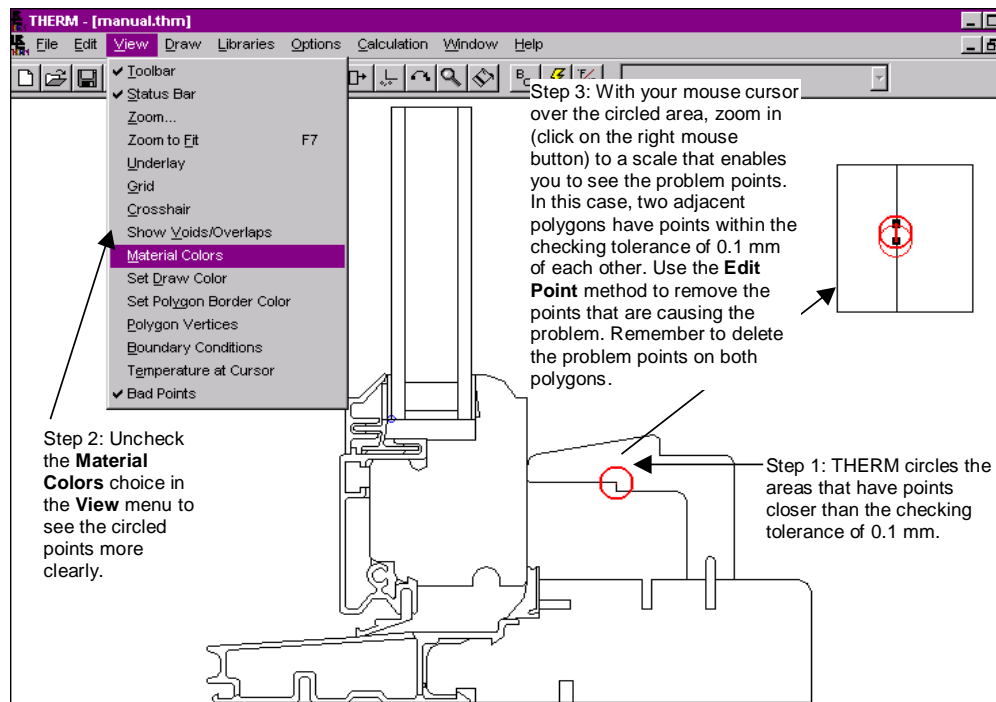 THERM - [manual.thm]
File Edit View Draw Libraries Options Calculation Window Help
Toolbar
Status Bar
Zoom...
Zoom to Fit F7
Underlay
Grid
Crosshair
Show Voids/Overlaps
Material Colors
Set Draw Color
Set Polygon Border Color
Polygon Vertices
Boundary Conditions
Temperature at Cursor
Bad Points
Step 3: With your mouse cursor
over the circled area, zoom in
(click on the right mouse
button) to a scale that enables
you to see the problem points.
In this case, two adjacent
polygons have points within the
checking tolerance of 0.1 mm
of each other. Use the Edit
Point method to remove the
points that are causing the
problem. Remember to delete
the problem points on both
polygons.
Step 2: Uncheck
the Material
Colors choice in
the View menu to
see the circled
points more
clearly.
Step 1: THERM circles the
areas that have points
closer than the checking
tolerance of 0.1 mm.